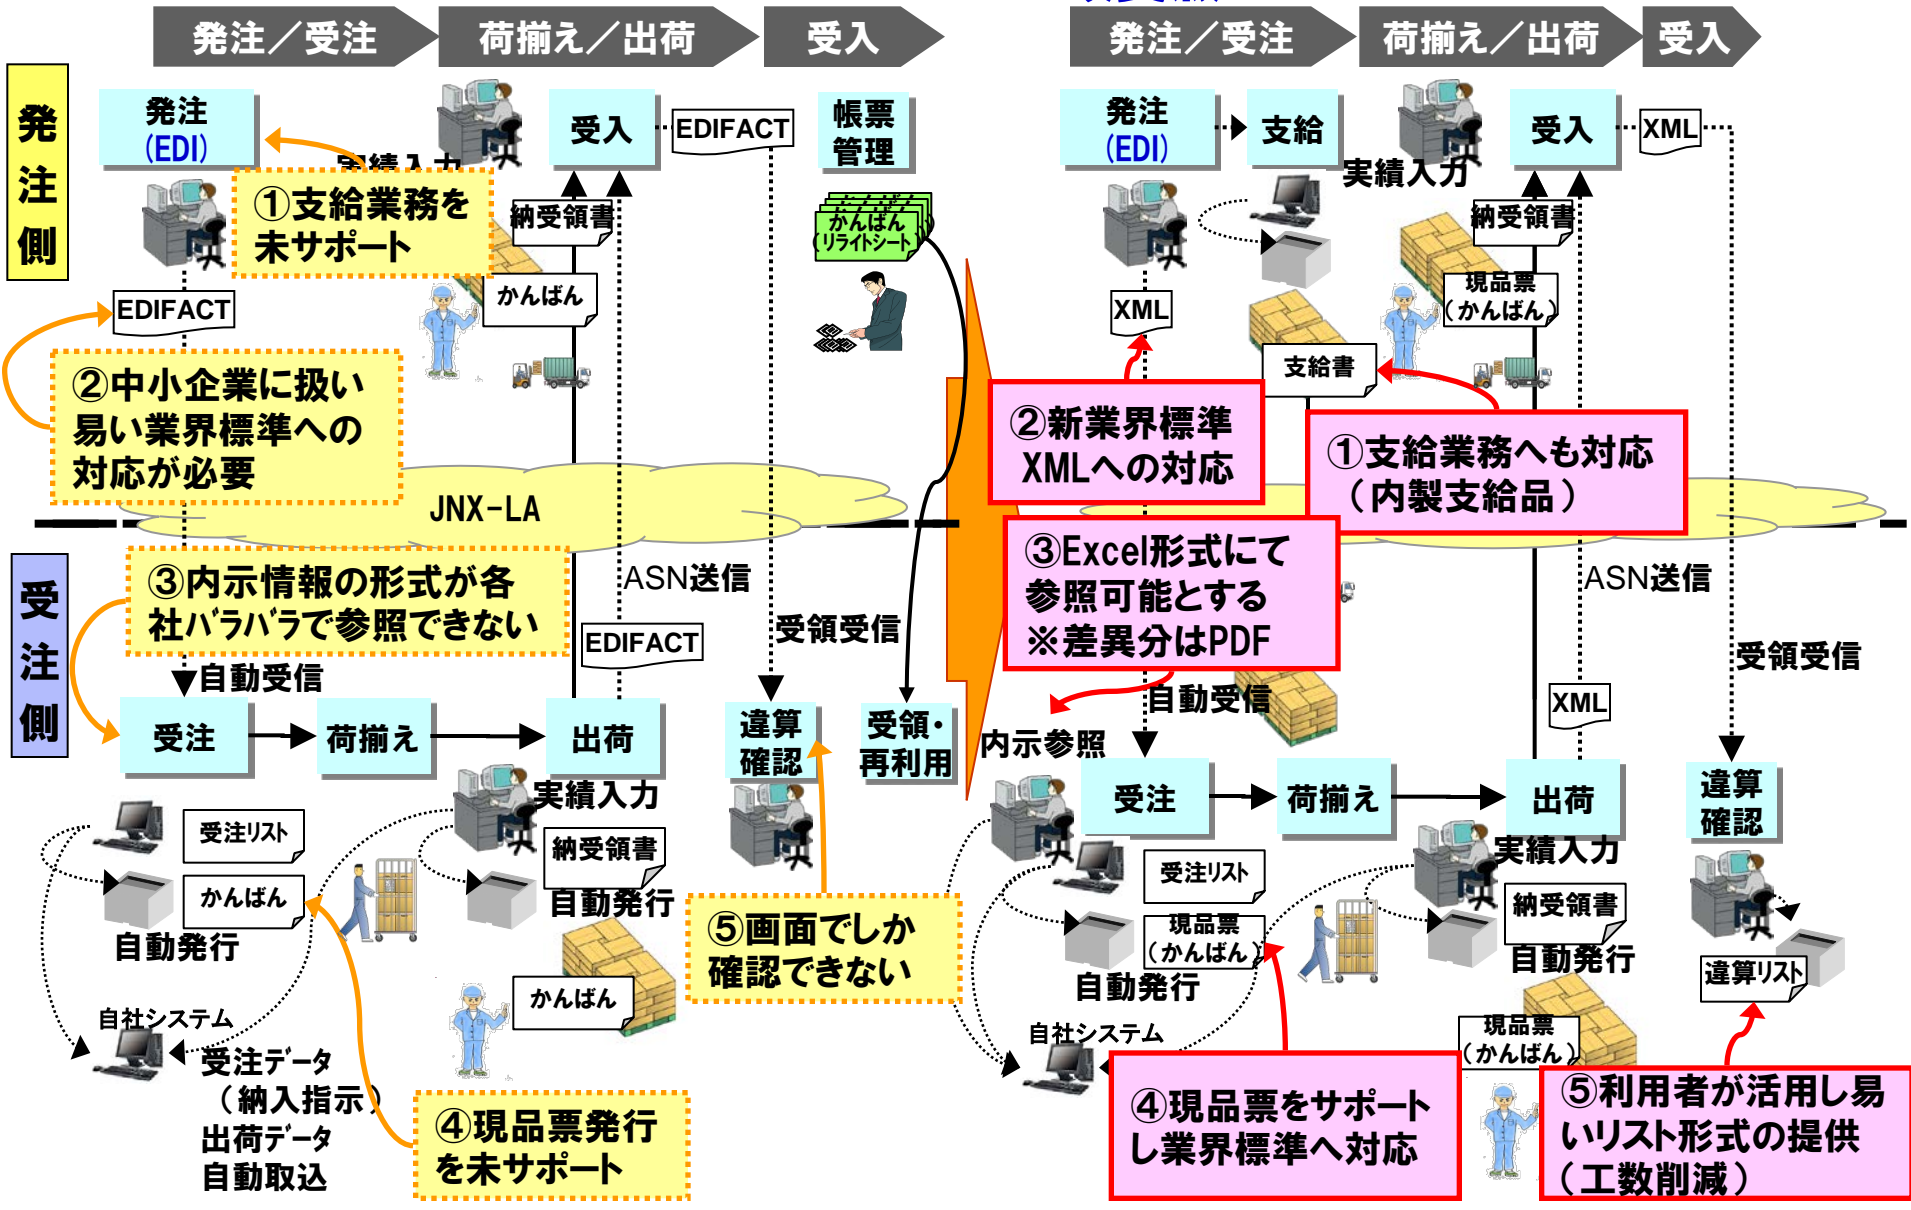 発注／受注
荷揃え／出荷
受入
発注側
発注
(EDI)
実績入力
受入
EDIFACT
帳票
管理
①支給業務を
未サポート
納受領書
かんばん
(リライトシート)
かんばん
EDIFACT
②中小企業に扱い
易い業界標準への
対応が必要
JNX-LA
受注側
③内示情報の形式が各
社バラバラで参照できない
ASN送信
EDIFACT
受領受信
自動受信
受注
荷揃え
出荷
違算
確認
受領・
再利用
実績入力
受注リスト
納受領書
かんばん
自動発行
自動発行
⑤画面でしか
確認できない
かんばん
自社システム
受注データ
（納入指示）
出荷データ
自動取込
④現品票発行
を未サポート
発注／受注
荷揃え／出荷
受入
発注
(EDI)
支給
実績入力
受入
XML
納受領書
現品票
(かんばん)
XML
支給書
②新業界標準
XMLへの対応
①支給業務へも対応
（内製支給品）
③Excel形式にて
参照可能とする
※差異分はPDF
ASN送信
受領受信
自動受信
XML
内示参照
受注
荷揃え
出荷
違算
確認
実績入力
受注リスト
納受領書
現品票
(かんばん)
自動発行
自動発行
違算リスト
自社システム
現品票
(かんばん)
④現品票をサポート
し業界標準へ対応
⑤利用者が活用し易
いリスト形式の提供
（工数削減）